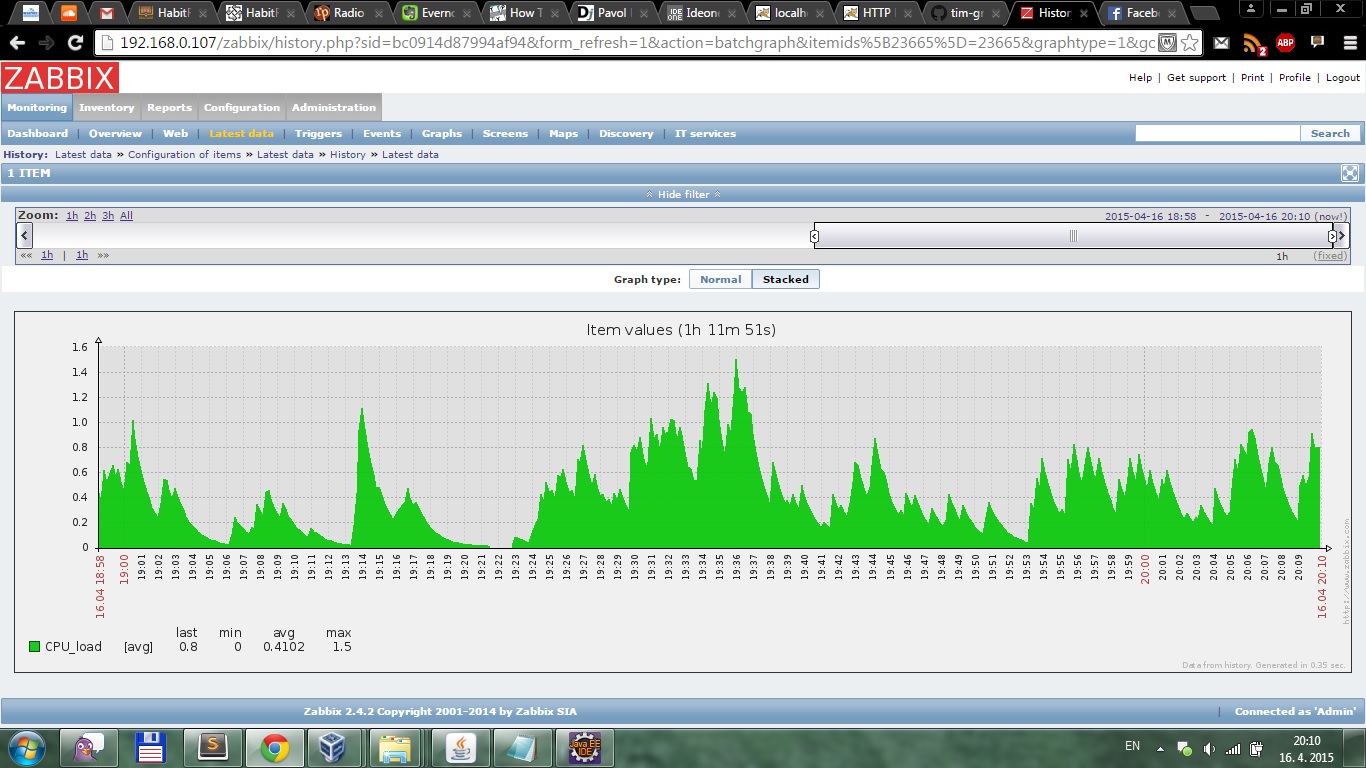 HabitF Habitf Radio Everno How T Pavol Ideon localh HTTP tim-gr Histor Faceb
192.168.0.107/zabbix/history.php?sid=bc0914d87994af94&form_refresh=1&action=batchgraph&itemids%5B23665%5D=23665&graphtype=1&gc
2 ABP
ZABBIX
Help | Get support | Print | Profile | Logout
Monitoring Inventory Reports Configuration Administration
Dashboard | Overview | Web | Latest data | Triggers | Events | Graphs | Screens | Maps | Discovery | IT services Search
History: Latest data » Configuration of items » Latest data » History » Latest data
1 ITEM
Hide filter
Zoom: 1h 2h 3h All 2015-04-16 18:58 - 2015-04-16 20:10 (now!)
«« 1h | 1h »» 1h (fixed)
Graph type: Normal Stacked
Item values (1h 11m 51s)
1.6
1.4
1.2
1.0
0.8
0.6
0.4
0.2
0
16.04 18:58 19:00 19:01 19:02 19:03 19:04 19:05 19:06 19:07 19:08 19:09 19:10 19:11 19:12 19:13 19:14 19:15 19:16 19:17 19:18 19:19 19:20 19:21 19:22 19:23 19:24 19:25 19:26 19:27 19:28 19:29 19:30 19:31 19:32 19:33 19:34 19:35 19:36 19:37 19:38 19:39 19:40 19:41 19:42 19:43 19:44 19:45 19:46 19:47 19:48 19:49 19:50 19:51 19:52 19:53 19:54 19:55 19:56 19:57 19:58 19:59 20:00 20:01 20:02 20:03 20:04 20:05 20:06 20:07 20:08 20:09 16.04 20:10
http://www.zabbix.com
last min avg max
CPU_load [avg] 0.8 0 0.4102 1.5
Data from history. Generated in 0.35 sec.
Zabbix 2.4.2 Copyright 2001-2014 by Zabbix SIA | Connected as 'Admin'
Java EE
IDE
EN 20:10
16. 4. 2015